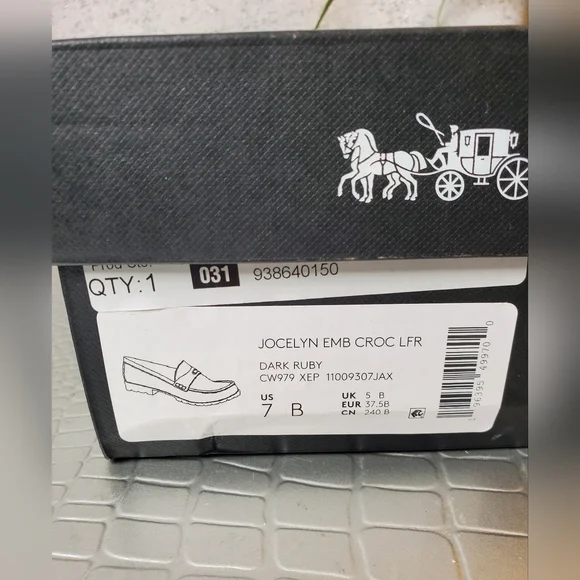 QTY:1 031 938640150
JOCELYN EMB CROC LFR
DARK RUBY
CW979 XEP 11009307JAX
US UK 5 B
7 B EUR 37.5B
CN 240 B